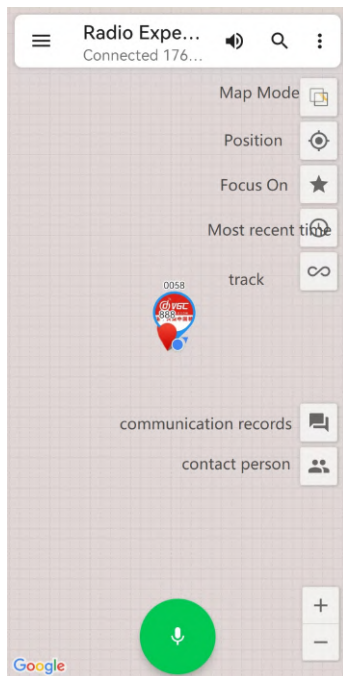 Radio Expe...
Connected 176...
Map Mode
Position
Focus On
Most recent time
track
0058
VGC
888
communication records
contact person
+
−
Google